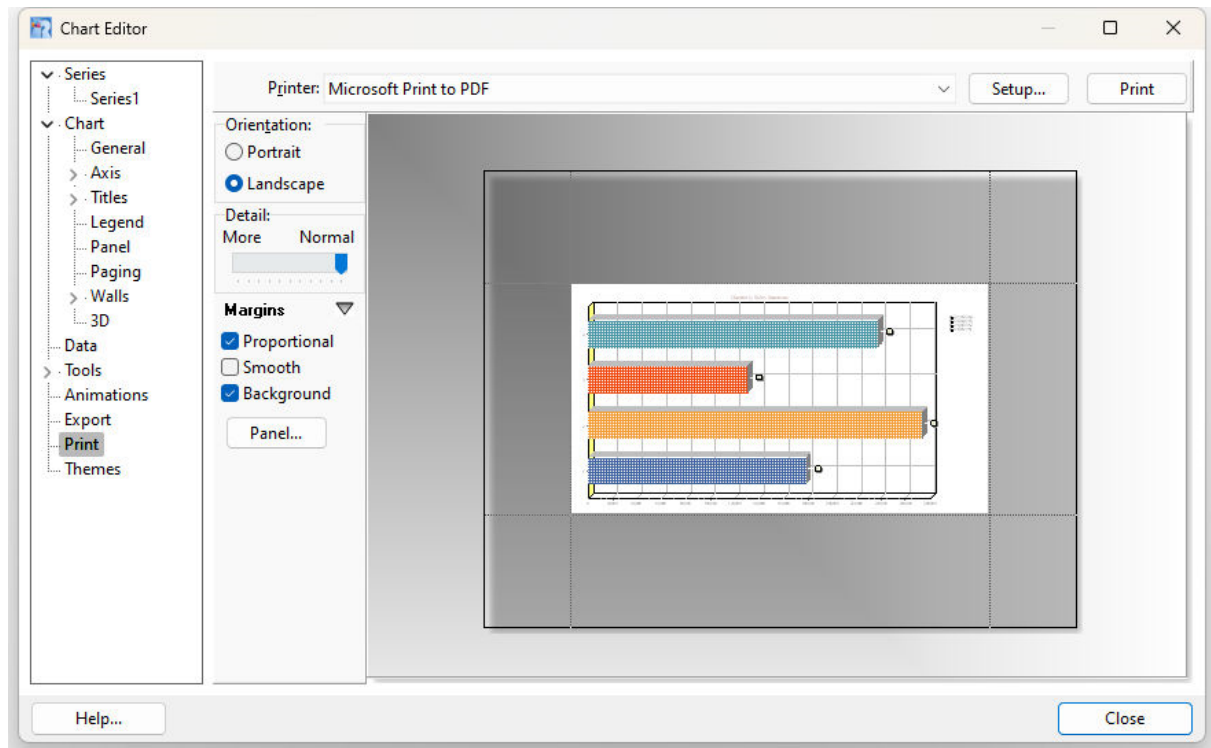 Chart Editor
Series
Series1
Chart
General
Axis
Titles
Legend
Panel
Paging
Walls
3D
Data
Tools
Animations
Export
Print
Themes
Printer: Microsoft Print to PDF
Setup...
Print
Orientation:
Portrait
Landscape
Detail:
More Normal
Margins
Proportional
Smooth
Background
Panel...
Help...
Close